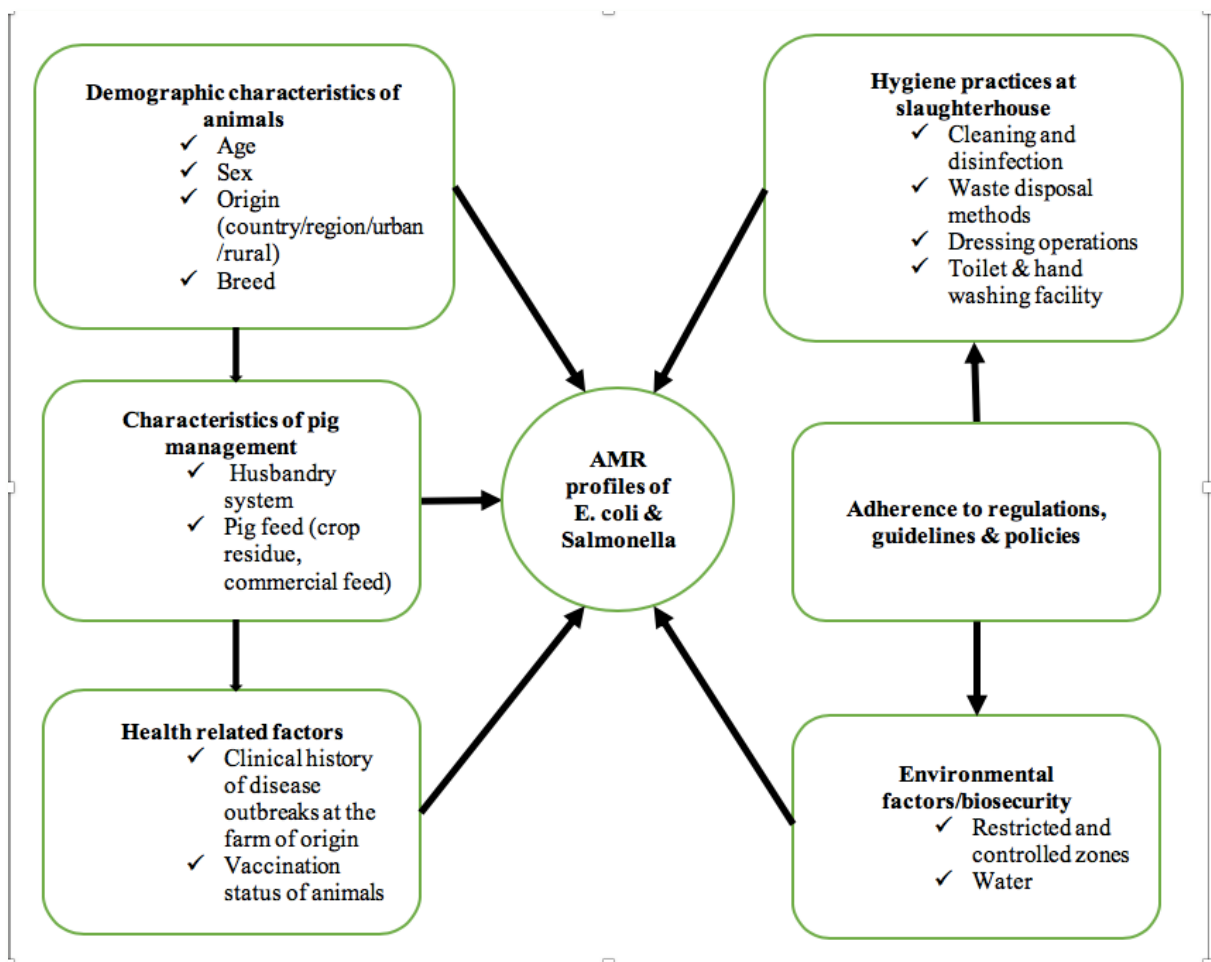 Demographic characteristics of
animals
✓ Age
✓ Sex
✓ Origin
(country/region/urban
/rural)
✓ Breed
Characteristics of pig
management
✓ Husbandry
system
✓ Pig feed (crop
residue,
commercial feed)
Health related factors
✓ Clinical history
of disease
outbreaks at the
farm of origin
✓ Vaccination
status of animals
AMR
profiles of
E. coli &
Salmonella
Hygiene practices at
slaughterhouse
✓ Cleaning and
disinfection
✓ Waste disposal
methods
✓ Dressing operations
✓ Toilet & hand
washing facility
Adherence to regulations,
guidelines & policies
Environmental
factors/biosecurity
✓ Restricted and
controlled zones
✓ Water